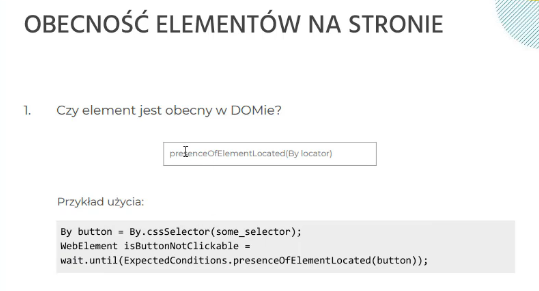 OBECNOŚĆ ELEMENTÓW NA STRONIE
1. Czy element jest obecny w DOMie?
presenceOfElementLocated(By locator)
Przykład użycia:
By button = By.cssSelector(some_selector);
WebElement isButtonNotClickable =
wait.until(ExpectedConditions.presenceOfElementLocated(button));